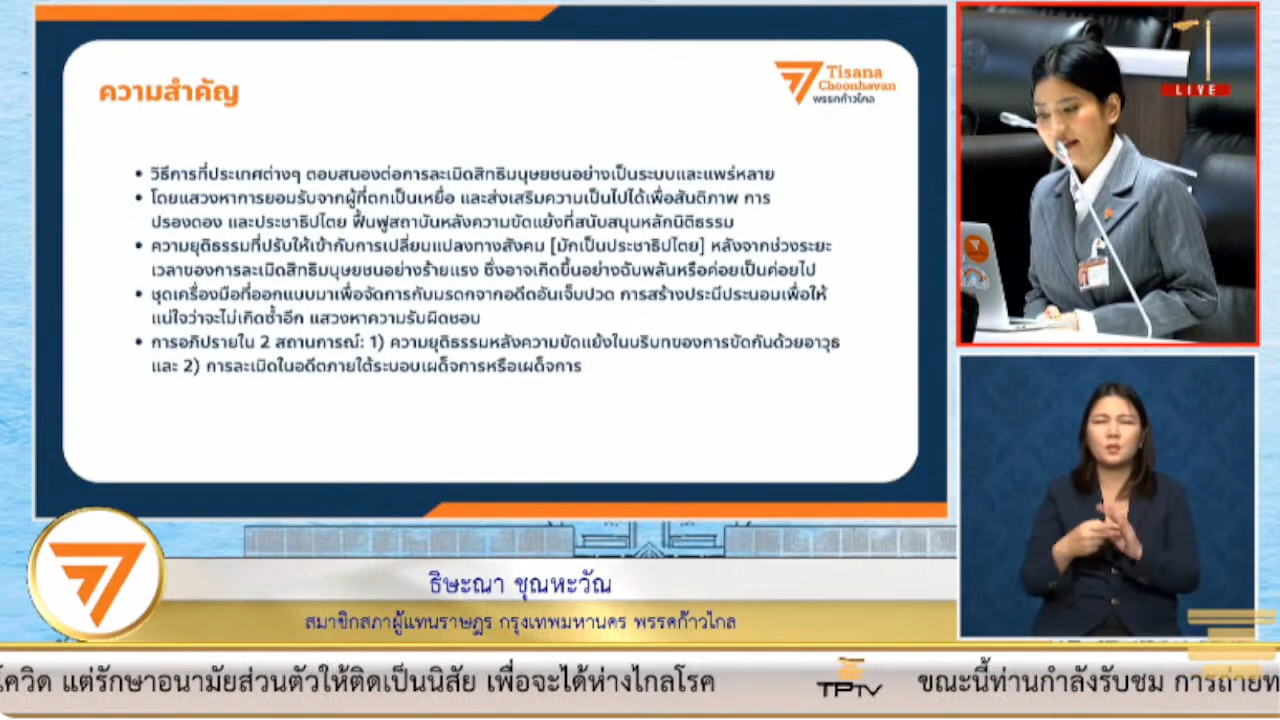 ความสำคัญ
Tisana
Choonhavan
พรรคก้าวไกล
• วิธีการที่ประเทศต่างๆ ตอบสนองต่อการละเมิดสิทธิมนุษยชนอย่างเป็นระบบและแพร่หลาย
• โดยแสวงหาการยอมรับจากผู้ที่ตกเป็นเหยื่อ และส่งเสริมความเป็นไปได้เพื่อสันติภาพ การ
ปรองดอง และประชาธิปไตย ฟื้นฟูสถาบันหลังความขัดแย้งที่สนับสนุนหลักนิติธรรม
• ความยุติธรรมที่ปรับให้เข้ากับการเปลี่ยนแปลงทางสังคม [มักเป็นประชาธิปไตย] หลังจากช่วงระยะ
เวลาของการละเมิดสิทธิมนุษยชนอย่างร้ายแรง ซึ่งอาจเกิดขึ้นอย่างฉับพลันหรือค่อยเป็นค่อยไป
• ชุดเครื่องมือที่ออกแบบมาเพื่อจัดการกับมรดกจากอดีตอันเจ็บปวด การสร้างประนีประนอมเพื่อให้
แน่ใจว่าจะไม่เกิดซ้ำอีก แสวงหาความรับผิดชอบ
• การอภิปรายใน 2 สถานการณ์: 1) ความยุติธรรมหลังความขัดแย้งในบริบทของการขัดกันด้วยอาวุธ
และ 2) การละเมิดในอดีตภายใต้ระบอบเผด็จการหรือเผด็จการ
LIVE
ธิษะณา ชุณหะวัณ
สมาชิกสภาผู้แทนราษฎร กรุงเทพมหานคร พรรคก้าวไกล
โควิด แต่รักษาอนามัยส่วนตัวให้ติดเป็นนิสัย เพื่อจะได้ห่างไกลโรค
TPTV
ขณะนี้ท่านกำลังรับชม การถ่ายท